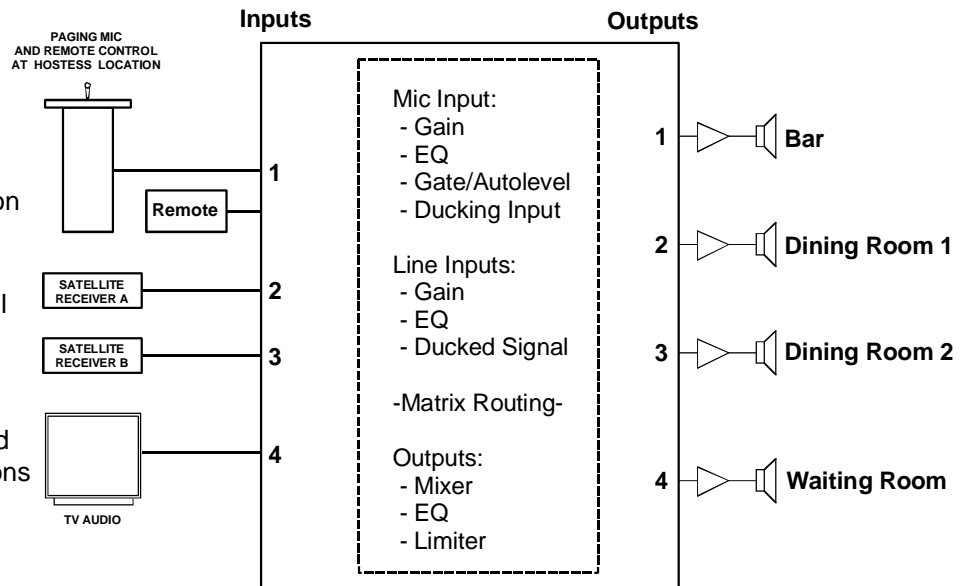 Inputs
Outputs
PAGING MIC
AND REMOTE CONTROL
AT HOSTESS LOCATION
on
l
d
ons
1
Remote
SATELLITE
RECEIVER A
2
SATELLITE
RECEIVER B
3
4
TV AUDIO
Mic Input:
- Gain
- EQ
- Gate/Autolevel
- Ducking Input
Line Inputs:
- Gain
- EQ
- Ducked Signal
-Matrix Routing-
Outputs:
- Mixer
- EQ
- Limiter
1 Bar
2 Dining Room 1
3 Dining Room 2
4 Waiting Room